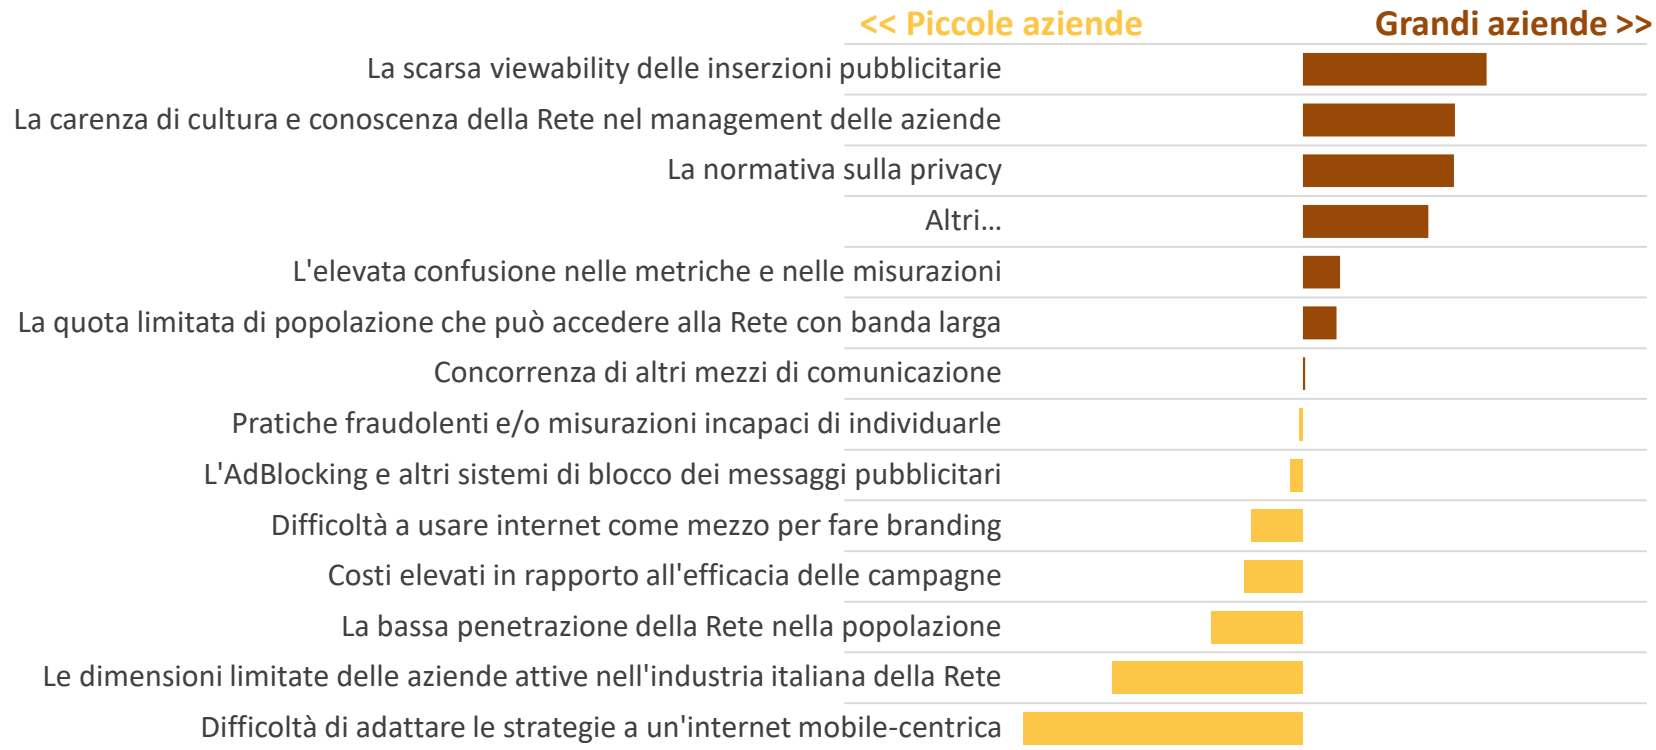 << Piccole aziende
Grandi aziende >>
La scarsa viewability delle inserzioni pubblicitarie
La carenza di cultura e conoscenza della Rete nel management delle aziende
La normativa sulla privacy
Altri...
L'elevata confusione nelle metriche e nelle misurazioni
La quota limitata di popolazione che può accedere alla Rete con banda larga
Concorrenza di altri mezzi di comunicazione
Pratiche fraudolenti e/o misurazioni incapaci di individuarle
L'AdBlocking e altri sistemi di blocco dei messaggi pubblicitari
Difficoltà a usare internet come mezzo per fare branding
Costi elevati in rapporto all'efficacia delle campagne
La bassa penetrazione della Rete nella popolazione
Le dimensioni limitate delle aziende attive nell'industria italiana della Rete
Difficoltà di adattare le strategie a un'internet mobile-centrica